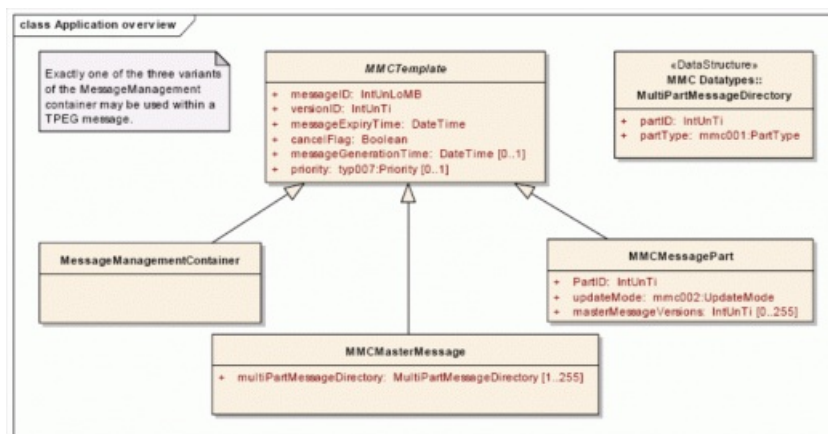 class Application overview
Exactly one of the three variants
of the MessageManagement
container may be used within a
TPEG message.
MMCTemplate
+ messageID: IntUnLoMB
+ versionID: IntUnTi
+ messageExpiryTime: DateTime
+ cancelFlag: Boolean
+ messageGenerationTime: DateTime [0..1]
+ priority: typ007:Priority [0..1]
«DataStructure»
MMC Datatypes::
MultiPartMessageDirectory
+ partID: IntUnTi
+ partType: mmc001:PartType
MessageManagementContainer
MMCMessagePart
+ PartID: IntUnTi
+ updateMode: mmc002:UpdateMode
+ masterMessageVersions: IntUnTi [0..255]
MMCMasterMessage
+ multiPartMessageDirectory: MultiPartMessageDirectory [1..255]